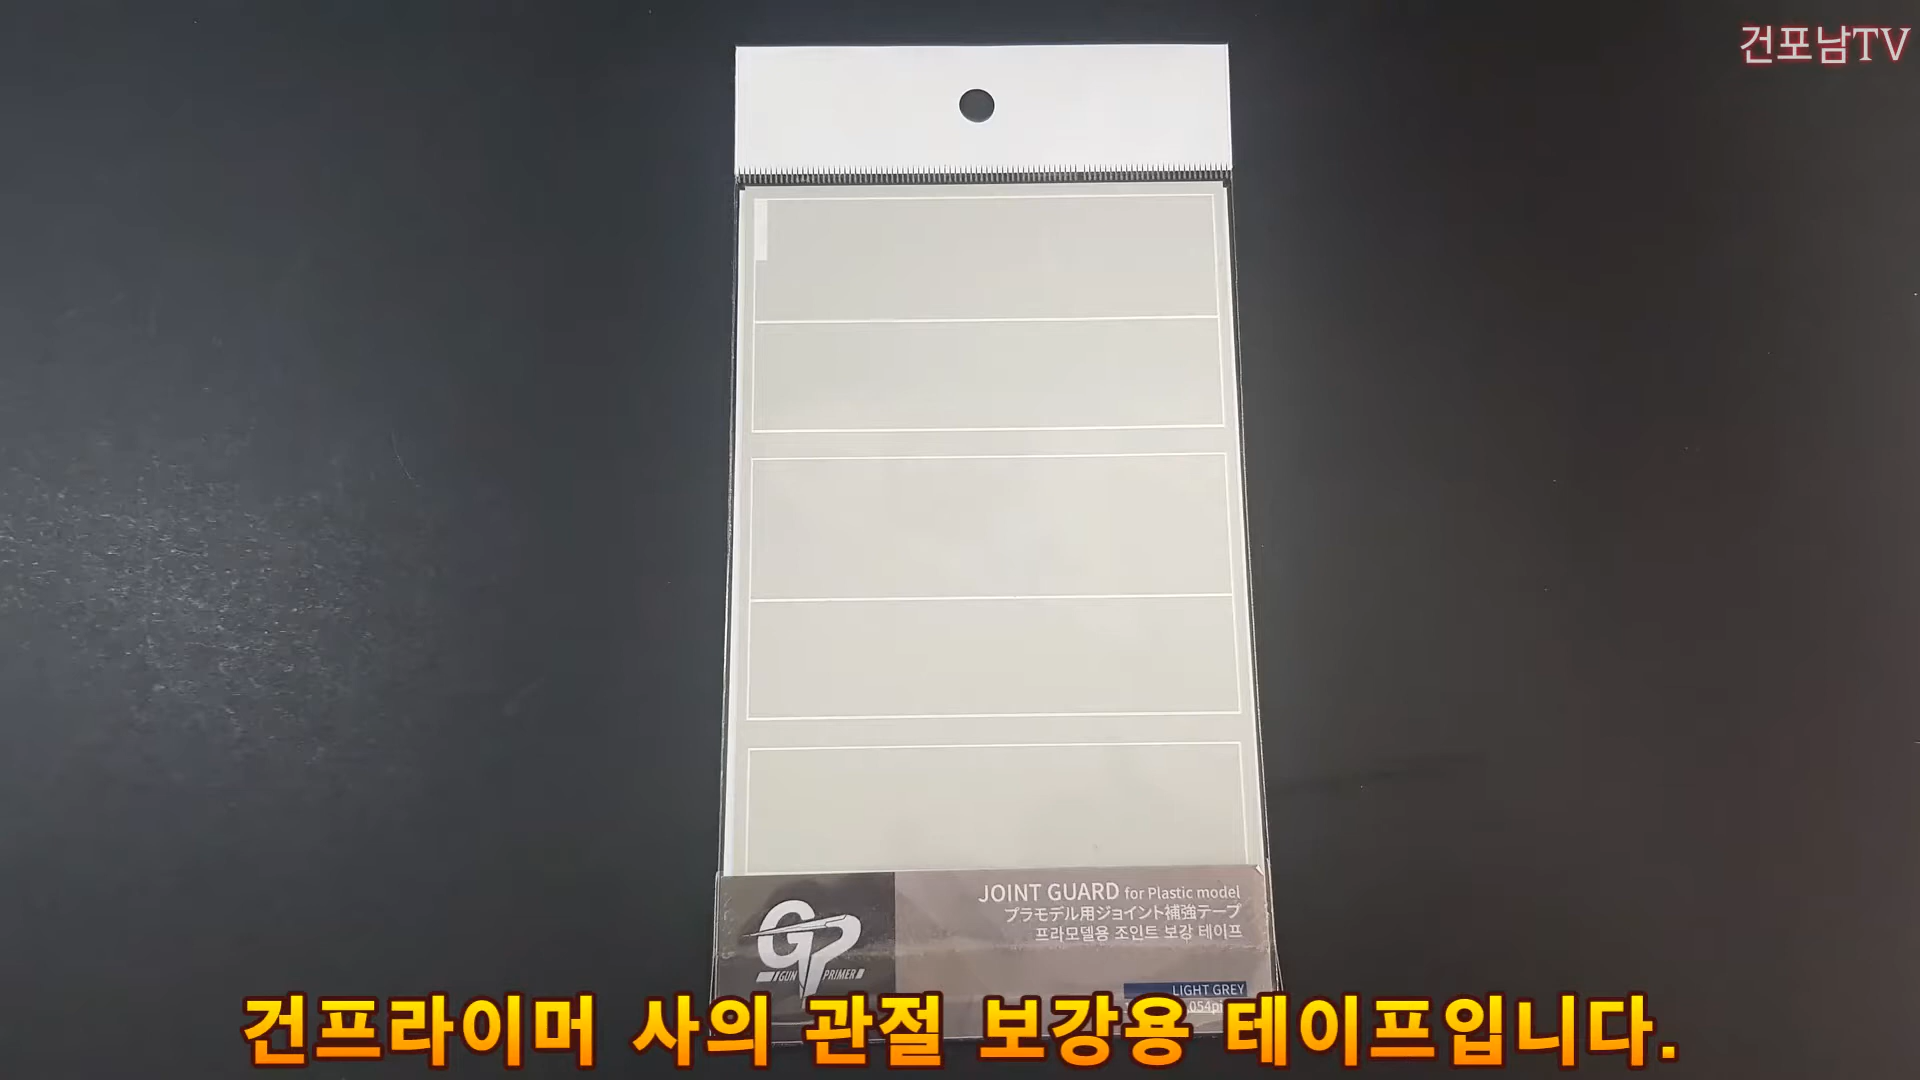 건포남TV
JOINT GUARD for Plastic model
プラモデル用ジョイント補強テープ
프라모델용 조인트 보강 테이프
GP
GUN PRIMER
LIGHT GREY
건프라이머 사의 관절 보강용 테이프입니다.